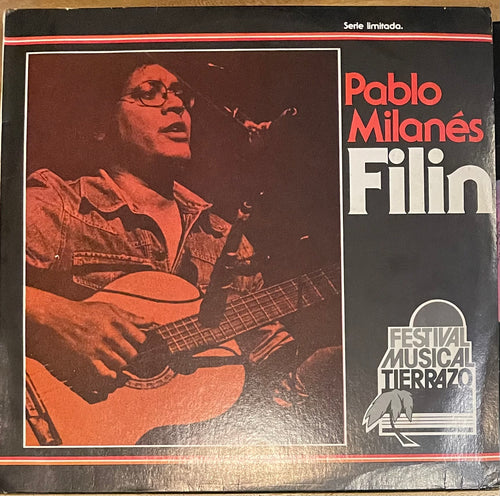 Serie limitada.
Pablo
Milanés
Filin
FESTIVAL
MUSICAL
TIERRAZO